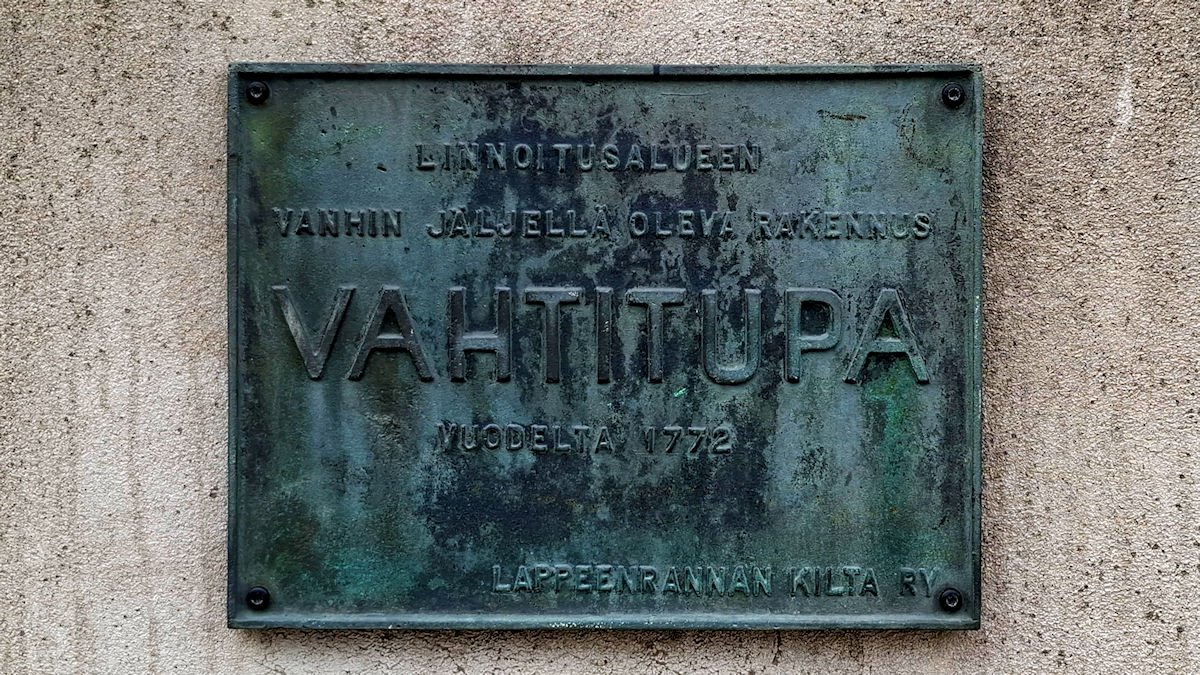 LINNOITUSALUEEN
VANHIN JÄLJELLÄ OLEVA RAKENNUS
VAHTITUPA
VUODELTA 1772
LAPPEENRANNAN KILTA RY